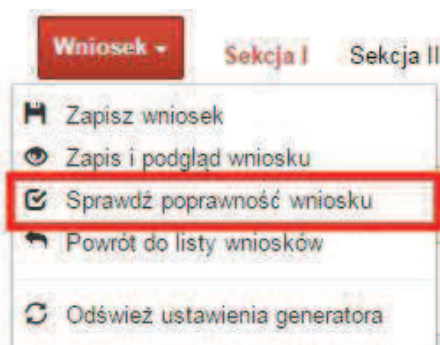 Wniosek Sekcja I Sekcja II
Zapisz wniosek
Zapis i podgląd wniosku
Sprawdź poprawność wniosku
Powrót do listy wniosków
Odśwież ustawienia generatora